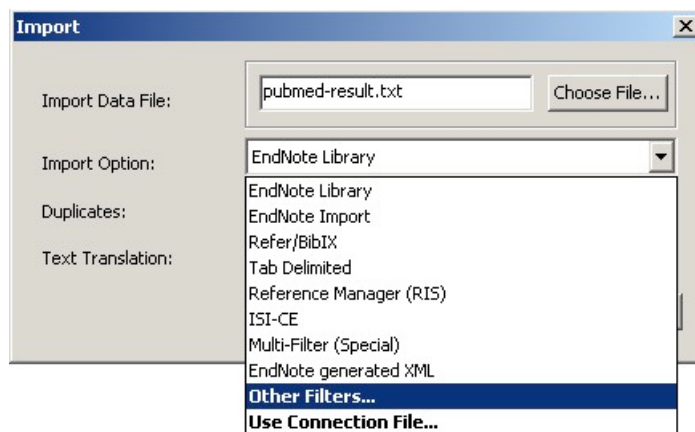 Import
Import Data File:
pubmed-result.txt
Choose File...
Import Option:
EndNote Library
Duplicates:
Text Translation:
EndNote Library
EndNote Import
Refer/BibIX
Tab Delimited
Reference Manager (RIS)
ISI-CE
Multi-Filter (Special)
EndNote generated XML
Other Filters...
Use Connection File...